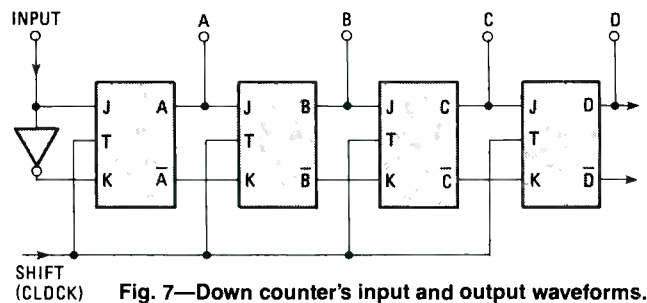 INPUT A B C D
J A J B J C J D
T T T T
K A̅ K B̅ K C̅ K D̅
SHIFT
(CLOCK) Fig. 7—Down counter's input and output waveforms.